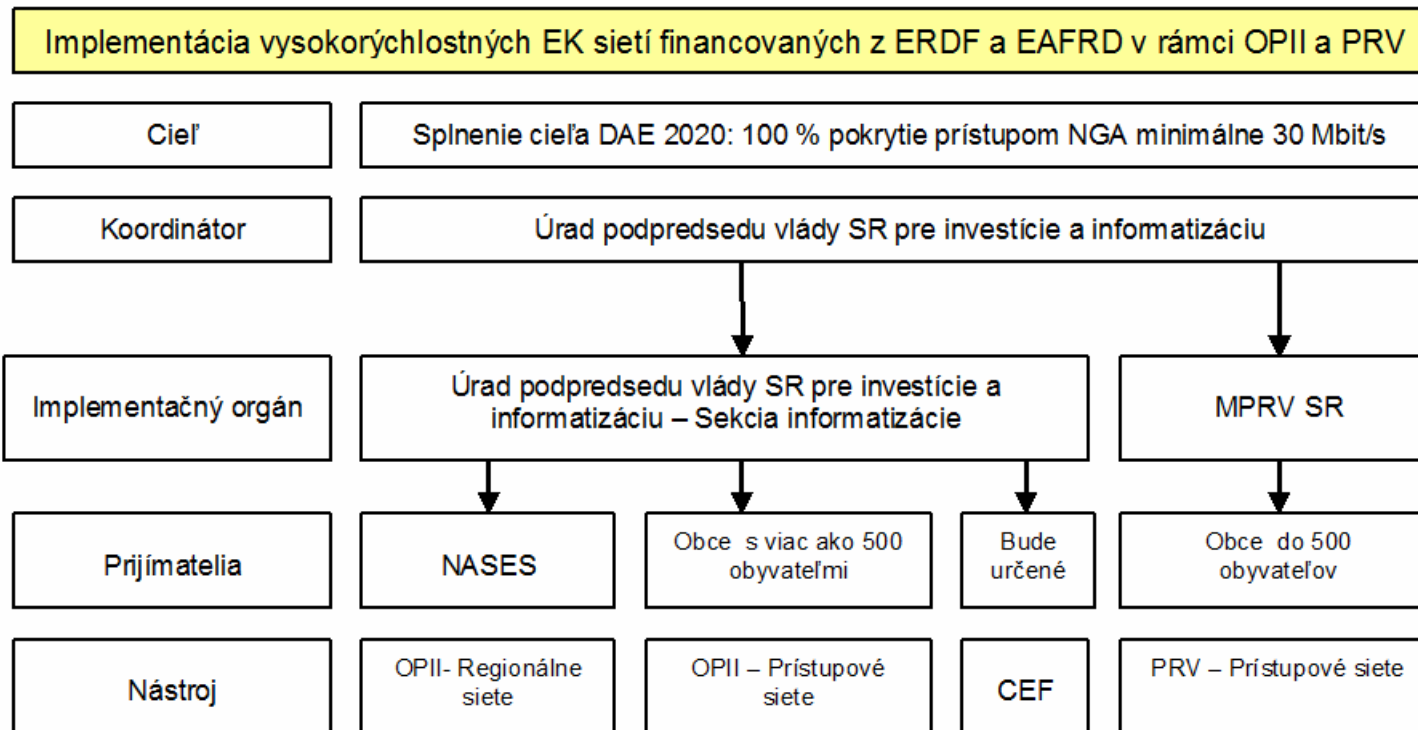 Implementácia vysokorýchlostných EK sietí financovaných z ERDF a EAFRD v rámci OPII a PRV
Cieľ
Splnenie cieľa DAE 2020: 100 % pokrytie prístupom NGA minimálne 30 Mbit/s
Koordinátor
Úrad podpredsedu vlády SR pre investície a informatizáciu
Implementačný orgán
Úrad podpredsedu vlády SR pre investície a
informatizáciu – Sekcia informatizácie
MPRV SR
Prijímatelia
NASES
Obce s viac ako 500
obyvateľmi
Bude
určené
Obce do 500
obyvateľov
Nástroj
OPII- Regionálne
siete
OPII – Prístupové
siete
CEF
PRV – Prístupové siete